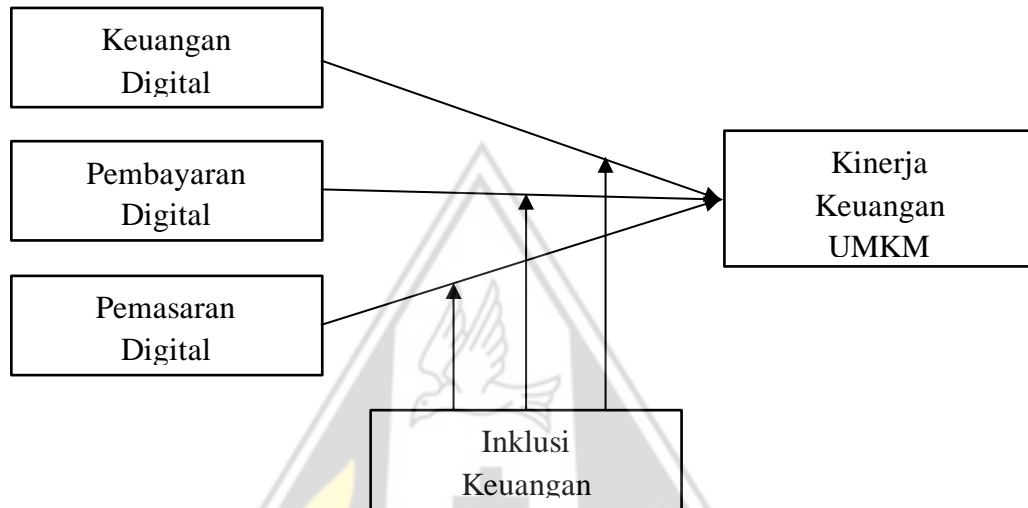 Keuangan
Digital
Pembayaran
Digital
Pemasaran
Digital
Kinerja
Keuangan
UMKM
Inklusi
Keuangan